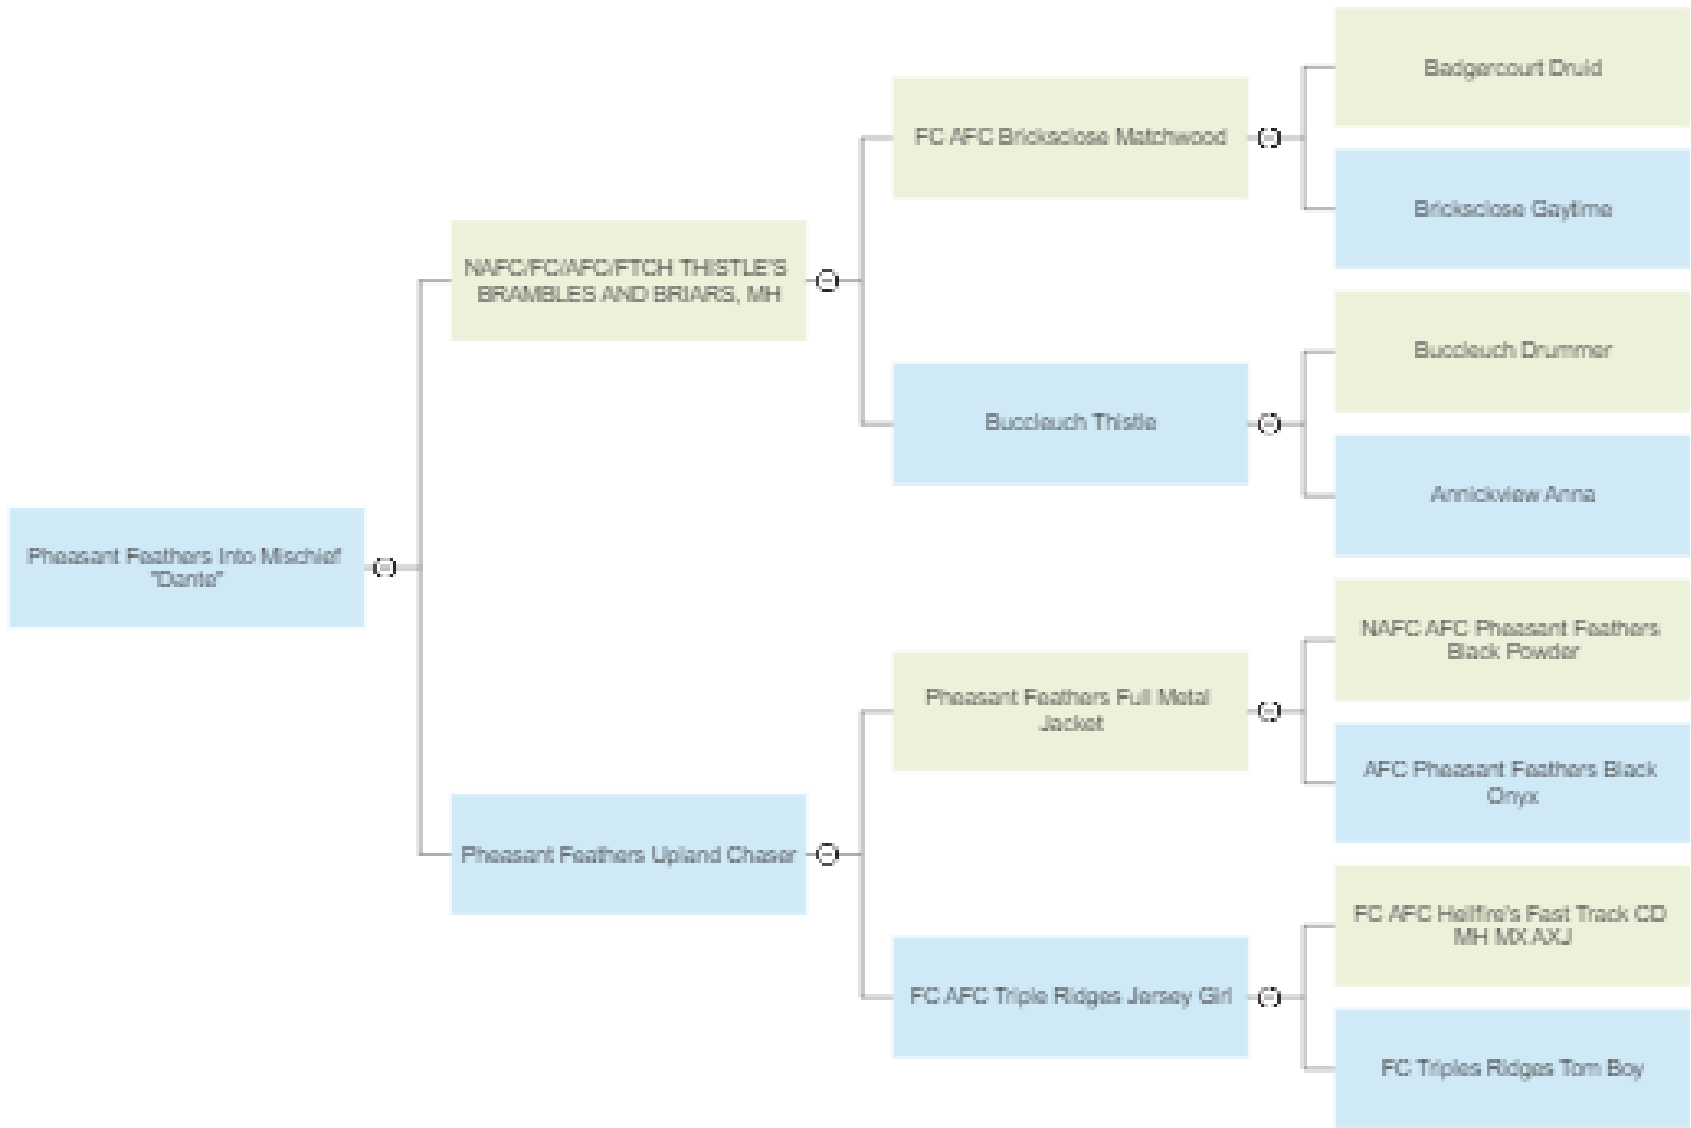 Badgercourt Druid
FC AFC Bricksclose Matchwood
Bricksclose Gaytime
NAFC/FC/AFC/FTCH THISTLE'S
BRAMBLES AND BRIARS, MH
Buccleuch Drummer
Buccleuch Thistle
Annickview Anna
Pheasant Feathers Into Mischief
"Dante"
NAFC AFC Pheasant Feathers
Black Powder
Pheasant Feathers Full Metal
Jacket
AFC Pheasant Feathers Black
Onyx
Pheasant Feathers Upland Chaser
FC AFC Hellfire's Fast Track CD
MH MX AXJ
FC AFC Triple Ridges Jersey Girl
FC Triples Ridges Tom Boy